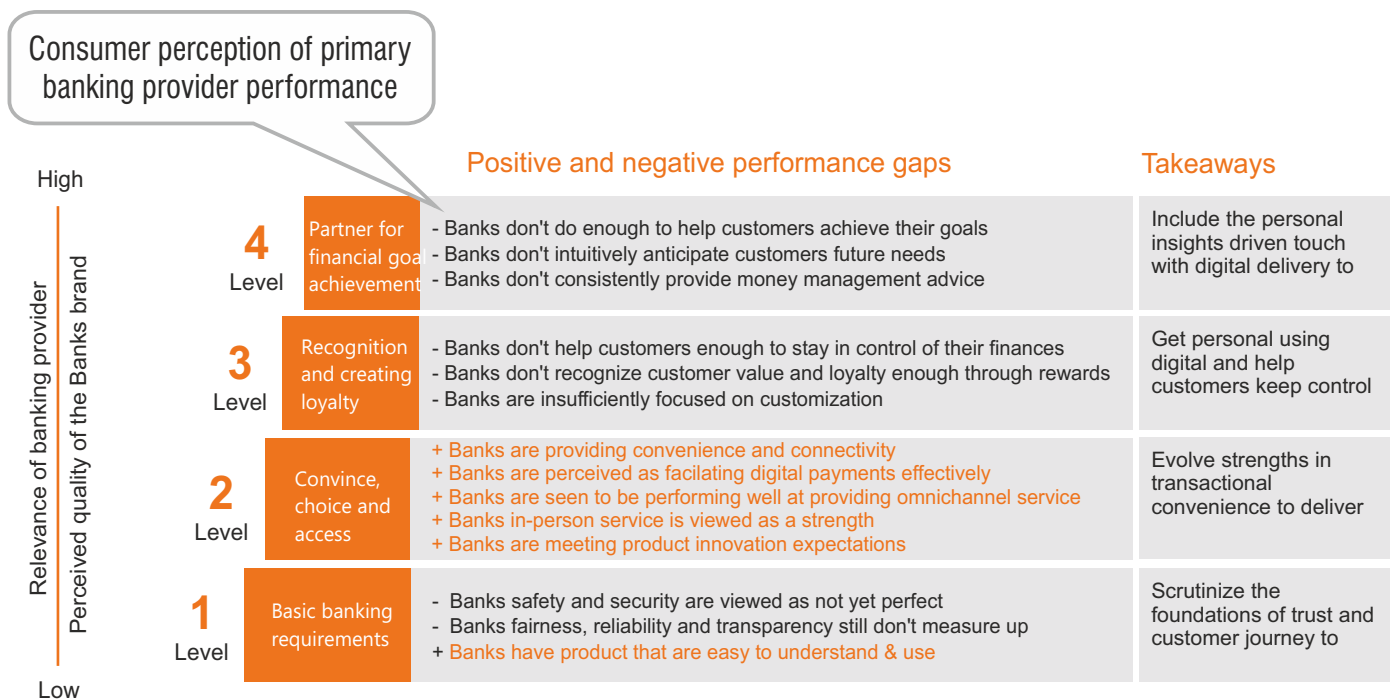 Consumer perception of primary
banking provider performance
Positive and negative performance gaps
Takeaways
High
Relevance of banking provider
Perceived quality of the Banks brand
4
Level
Partner for
financial goal
achievement
- Banks don't do enough to help customers achieve their goals
- Banks don't intuitively anticipate customers future needs
- Banks don't consistently provide money management advice
Include the personal
insights driven touch
with digital delivery to
3
Level
Recognition
and creating
loyalty
- Banks don't help customers enough to stay in control of their finances
- Banks don't recognize customer value and loyalty enough through rewards
- Banks are insufficiently focused on customization
Get personal using
digital and help
customers keep control
2
Level
Convince,
choice and
access
+ Banks are providing convenience and connectivity
+ Banks are perceived as facilating digital payments effectively
+ Banks are seen to be performing well at providing omnichannel service
+ Banks in-person service is viewed as a strength
+ Banks are meeting product innovation expectations
Evolve strengths in
transactional
convenience to deliver
1
Level
Basic banking
requirements
- Banks safety and security are viewed as not yet perfect
- Banks fairness, reliability and transparency still don't measure up
+ Banks have product that are easy to understand & use
Scrutinize the
foundations of trust and
customer journey to
Low